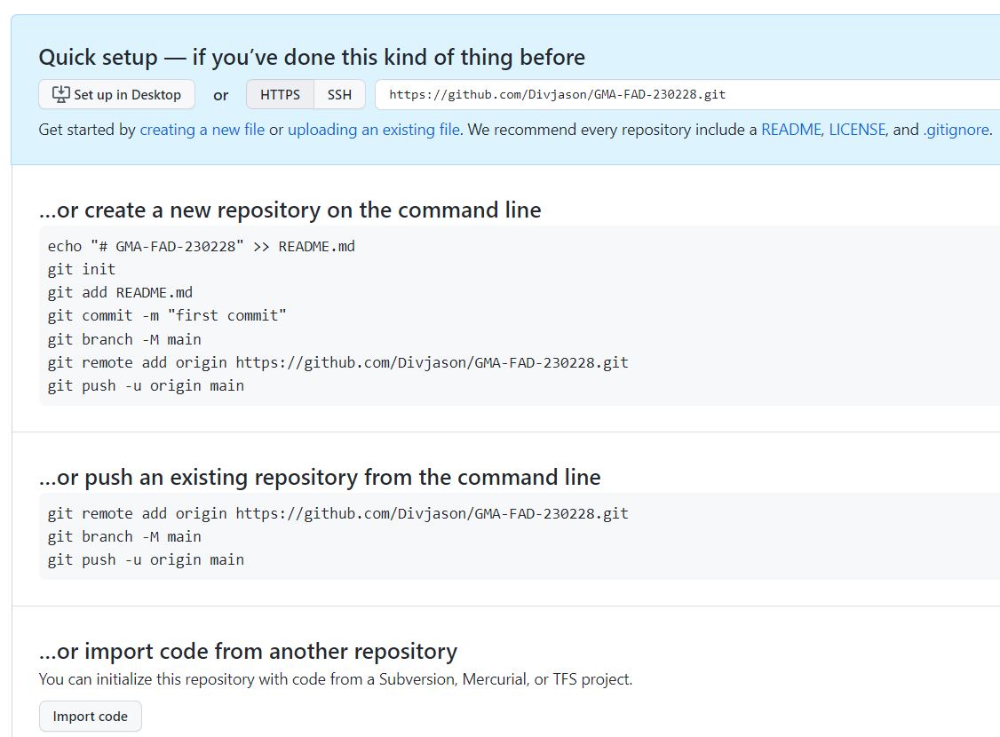 Quick setup — if you’ve done this kind of thing before
Set up in Desktop or HTTPS SSH https://github.com/Divjason/GMA-FAD-230228.git
Get started by creating a new file or uploading an existing file. We recommend every repository include a README, LICENSE, and .gitignore.
…or create a new repository on the command line
echo "# GMA-FAD-230228" >> README.md
git init
git add README.md
git commit -m "first commit"
git branch -M main
git remote add origin https://github.com/Divjason/GMA-FAD-230228.git
git push -u origin main
…or push an existing repository from the command line
git remote add origin https://github.com/Divjason/GMA-FAD-230228.git
git branch -M main
git push -u origin main
…or import code from another repository
You can initialize this repository with code from a Subversion, Mercurial, or TFS project.
Import code